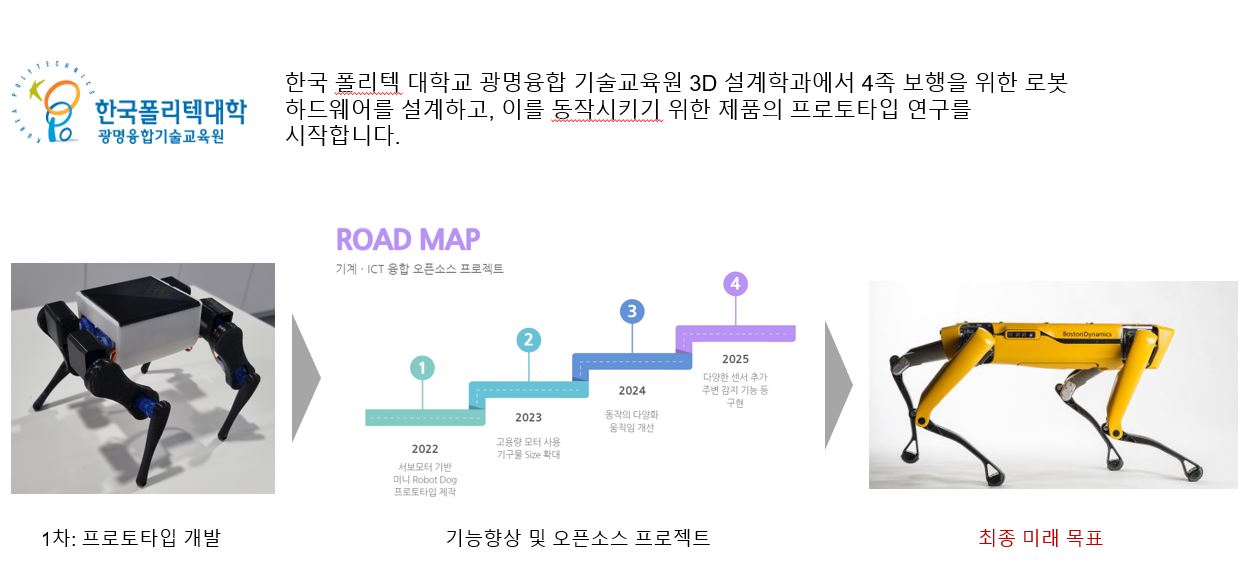 POLYTECHNICS
한국폴리텍대학
광명융합기술교육원
한국 폴리텍 대학교 광명융합 기술교육원 3D 설계학과에서 4족 보행을 위한 로봇
하드웨어를 설계하고, 이를 동작시키기 위한 제품의 프로토타입 연구를
시작합니다.
ROAD MAP
기계 · ICT 융합 오픈소스 프로젝트
1
2022
서보모터 기반
미니 Robot Dog
프로토타입 제작
2
2023
고용량 모터 사용
기구물 Size 확대
3
2024
동작의 다양화
움직임 개선
4
2025
다양한 센서 추가
주변 감지 기능 등
구현
BostonDynamics
1차: 프로토타입 개발
기능향상 및 오픈소스 프로젝트
최종 미래 목표